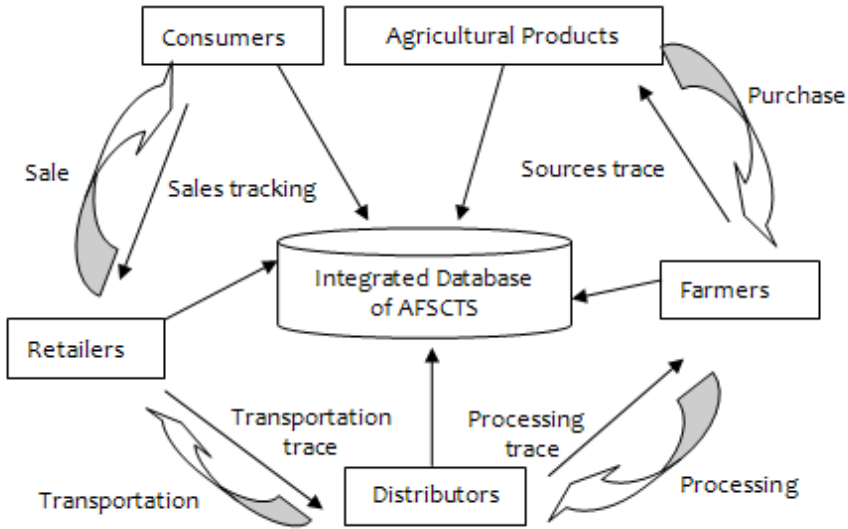 Consumers
Agricultural Products
Purchase
Sale
Sales tracking
Sources trace
Integrated Database
of AFSCTS
Farmers
Retailers
Transportation
trace
Processing
trace
Transportation
Distributors
Processing